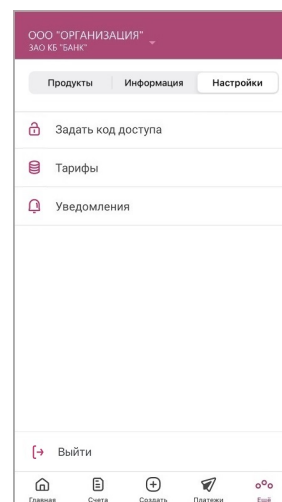 ООО "ОРГАНИЗАЦИЯ"
ЗАО КБ "БАНК"
Продукты Информация Настройки
Задать код доступа
Тарифы
Уведомления
Выйти
Главная Счета Создать Платежи Ещё